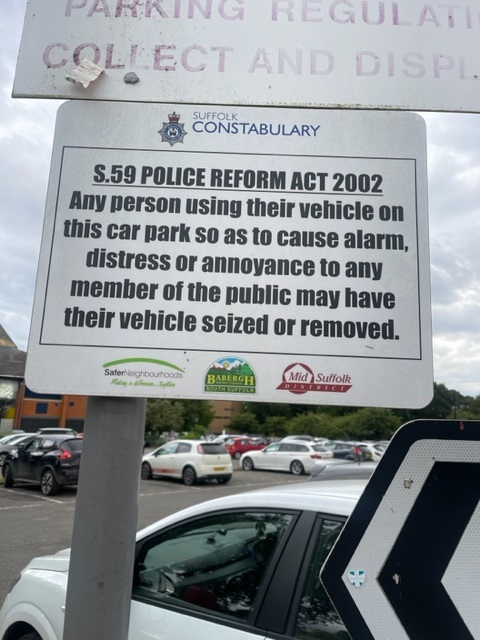 PARKING REGULATI
COLLECT AND DISPL
SUFFOLK
CONSTABULARY
S.59 POLICE REFORM ACT 2002
Any person using their vehicle on
this car park so as to cause alarm,
distress or annoyance to any
member of the public may have
their vehicle seized or removed.
SaferNeighbourhoods
Making a difference...together
BABERGH
SOUTH SUFFOLK
Mid Suffolk
DISTRICT